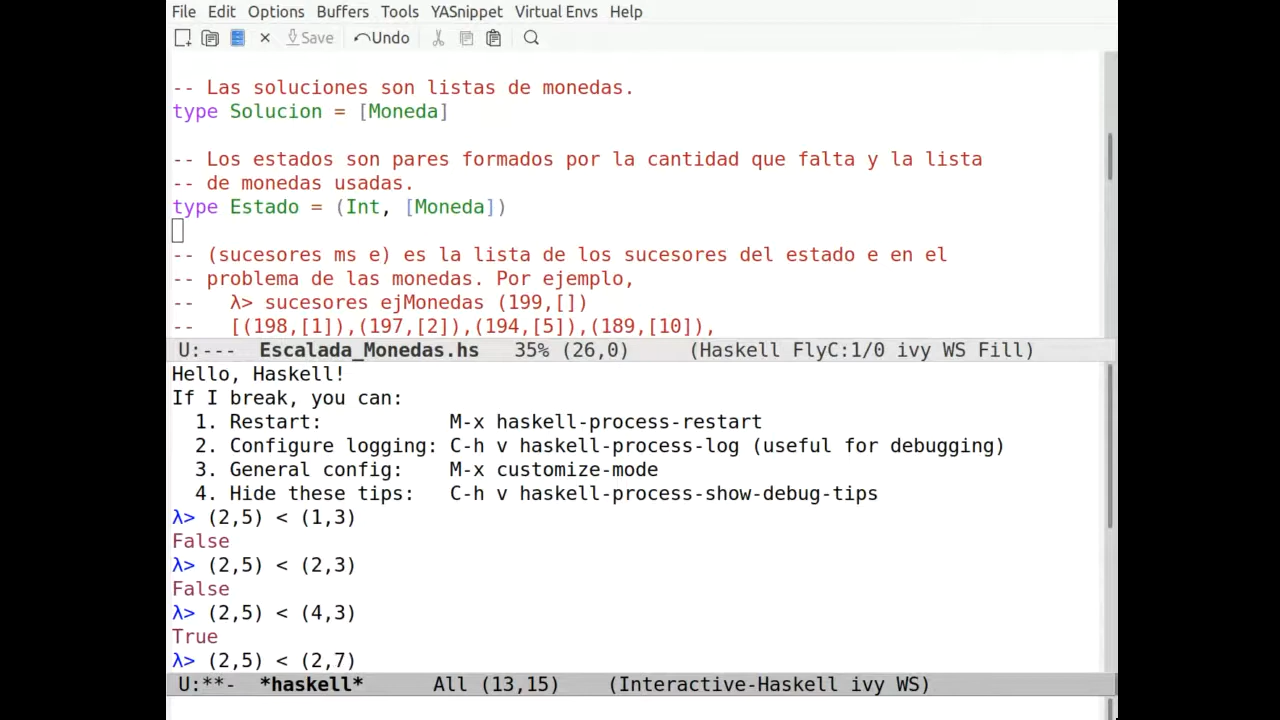 File Edit Options Buffers Tools YASnippet Virtual Envs Help
Save Undo
-- Las soluciones son listas de monedas.
type Solucion = [Moneda]
-- Los estados son pares formados por la cantidad que falta y la lista
-- de monedas usadas.
type Estado = (Int, [Moneda])
-- (sucesores ms e) es la lista de los sucesores del estado e en el
-- problema de las monedas. Por ejemplo,
--   λ> sucesores ejMonedas (199,[])
--   [(198,[1]),(197,[2]),(194,[5]),(189,[10]),
U:---  Escalada_Monedas.hs   35% (26,0)     (Haskell FlyC:1/0 ivy WS Fill)
Hello, Haskell!
If I break, you can:
  1. Restart:           M-x haskell-process-restart
  2. Configure logging: C-h v haskell-process-log (useful for debugging)
  3. General config:    M-x customize-mode
  4. Hide these tips:   C-h v haskell-process-show-debug-tips
λ> (2,5) < (1,3)
False
λ> (2,5) < (2,3)
False
λ> (2,5) < (4,3)
True
λ> (2,5) < (2,7)
U:**-  *haskell*      All (13,15)    (Interactive-Haskell ivy WS)